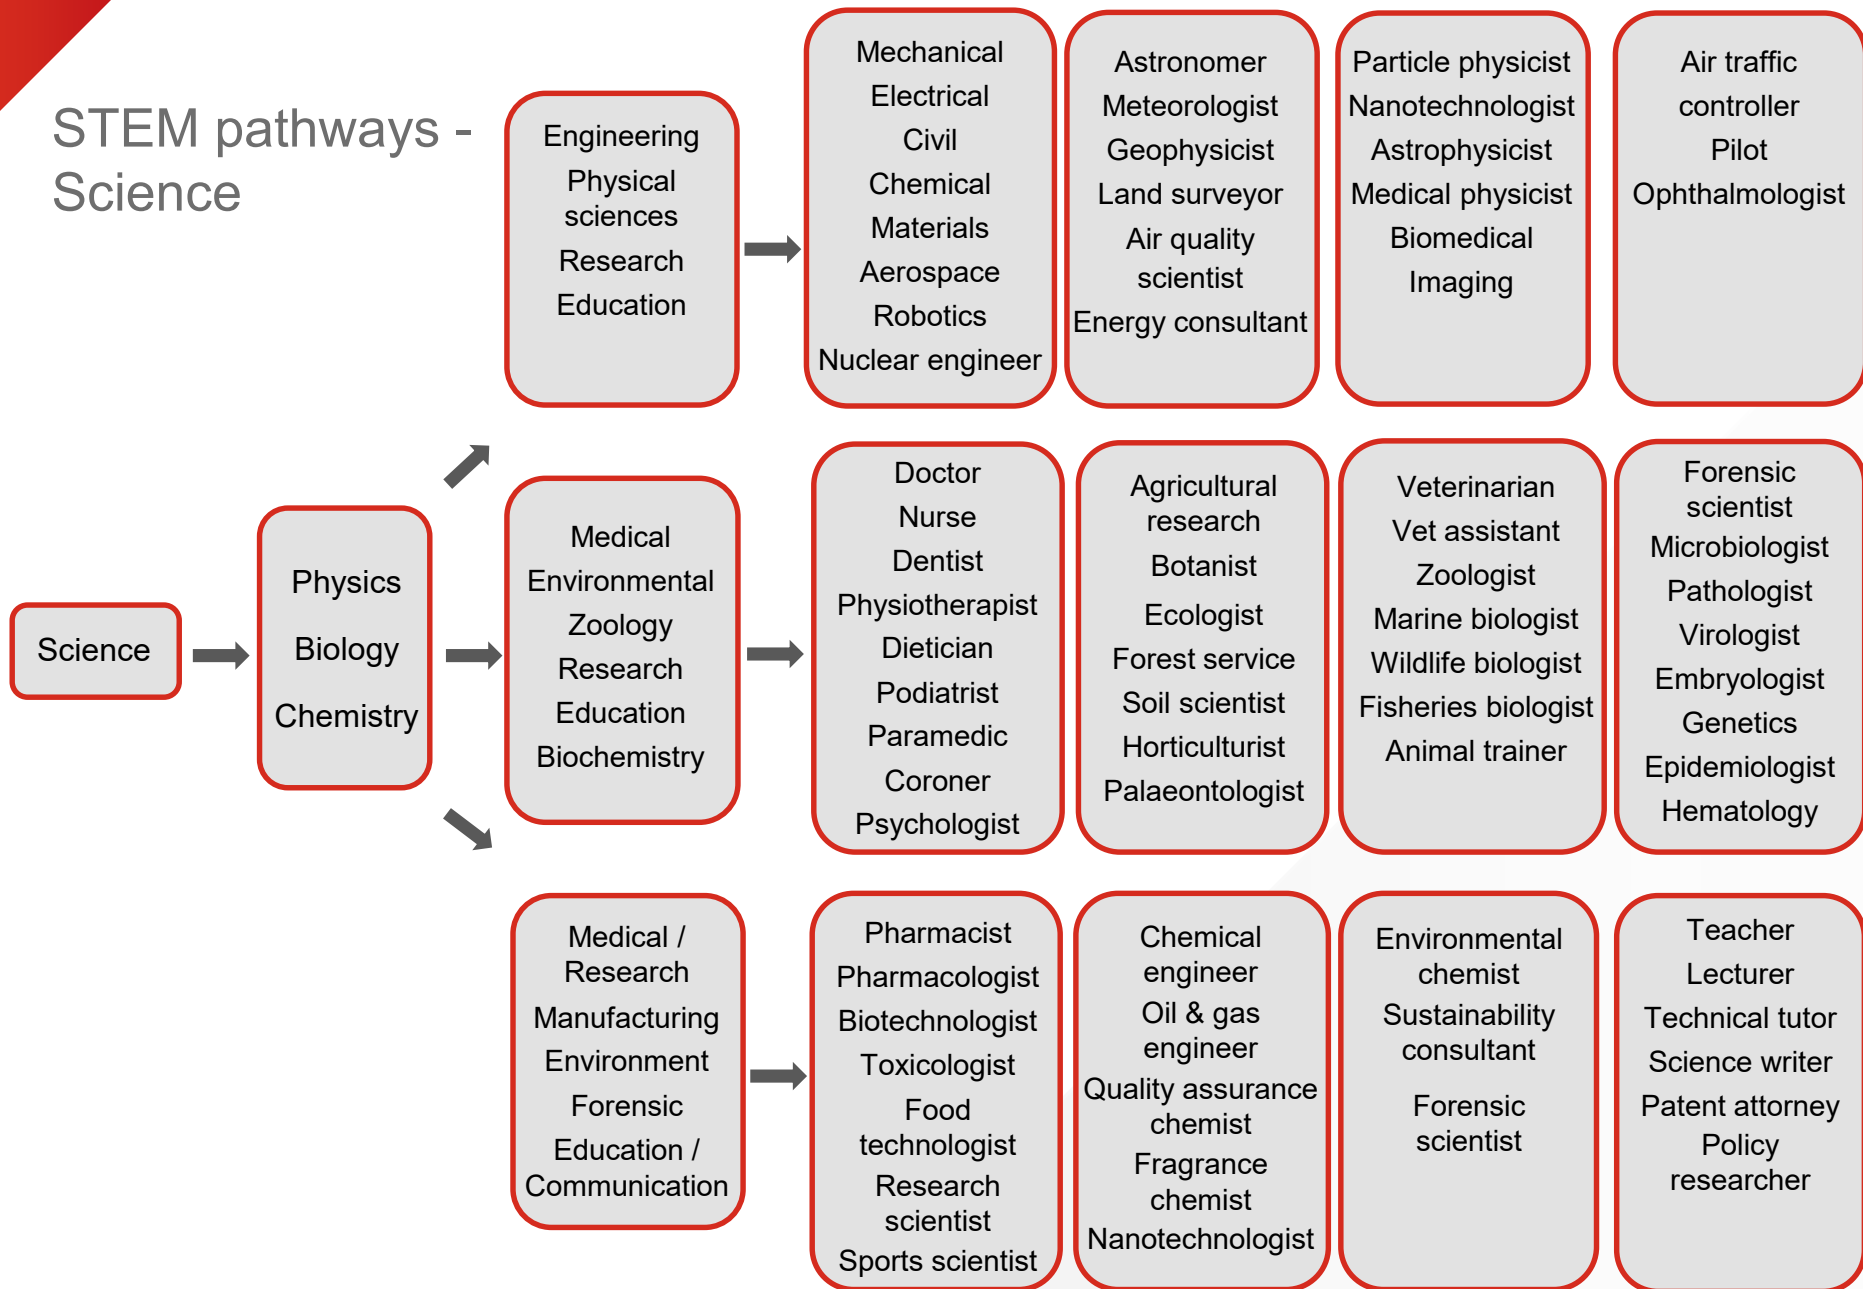 STEM pathways -
Science
Science
Physics
Biology
Chemistry
Engineering
Physical
sciences
Research
Education
Mechanical
Electrical
Civil
Chemical
Materials
Aerospace
Robotics
Nuclear engineer
Astronomer
Meteorologist
Geophysicist
Land surveyor
Air quality
scientist
Energy consultant
Particle physicist
Nanotechnologist
Astrophysicist
Medical physicist
Biomedical
Imaging
Air traffic
controller
Pilot
Ophthalmologist
Medical
Environmental
Zoology
Research
Education
Biochemistry
Doctor
Nurse
Dentist
Physiotherapist
Dietician
Podiatrist
Paramedic
Coroner
Psychologist
Agricultural
research
Botanist
Ecologist
Forest service
Soil scientist
Horticulturist
Palaeontologist
Veterinarian
Vet assistant
Zoologist
Marine biologist
Wildlife biologist
Fisheries biologist
Animal trainer
Forensic
scientist
Microbiologist
Pathologist
Virologist
Embryologist
Genetics
Epidemiologist
Hematology
Medical /
Research
Manufacturing
Environment
Forensic
Education /
Communication
Pharmacist
Pharmacologist
Biotechnologist
Toxicologist
Food
technologist
Research
scientist
Sports scientist
Chemical
engineer
Oil & gas
engineer
Quality assurance
chemist
Fragrance
chemist
Nanotechnologist
Environmental
chemist
Sustainability
consultant
Forensic
scientist
Teacher
Lecturer
Technical tutor
Science writer
Patent attorney
Policy
researcher